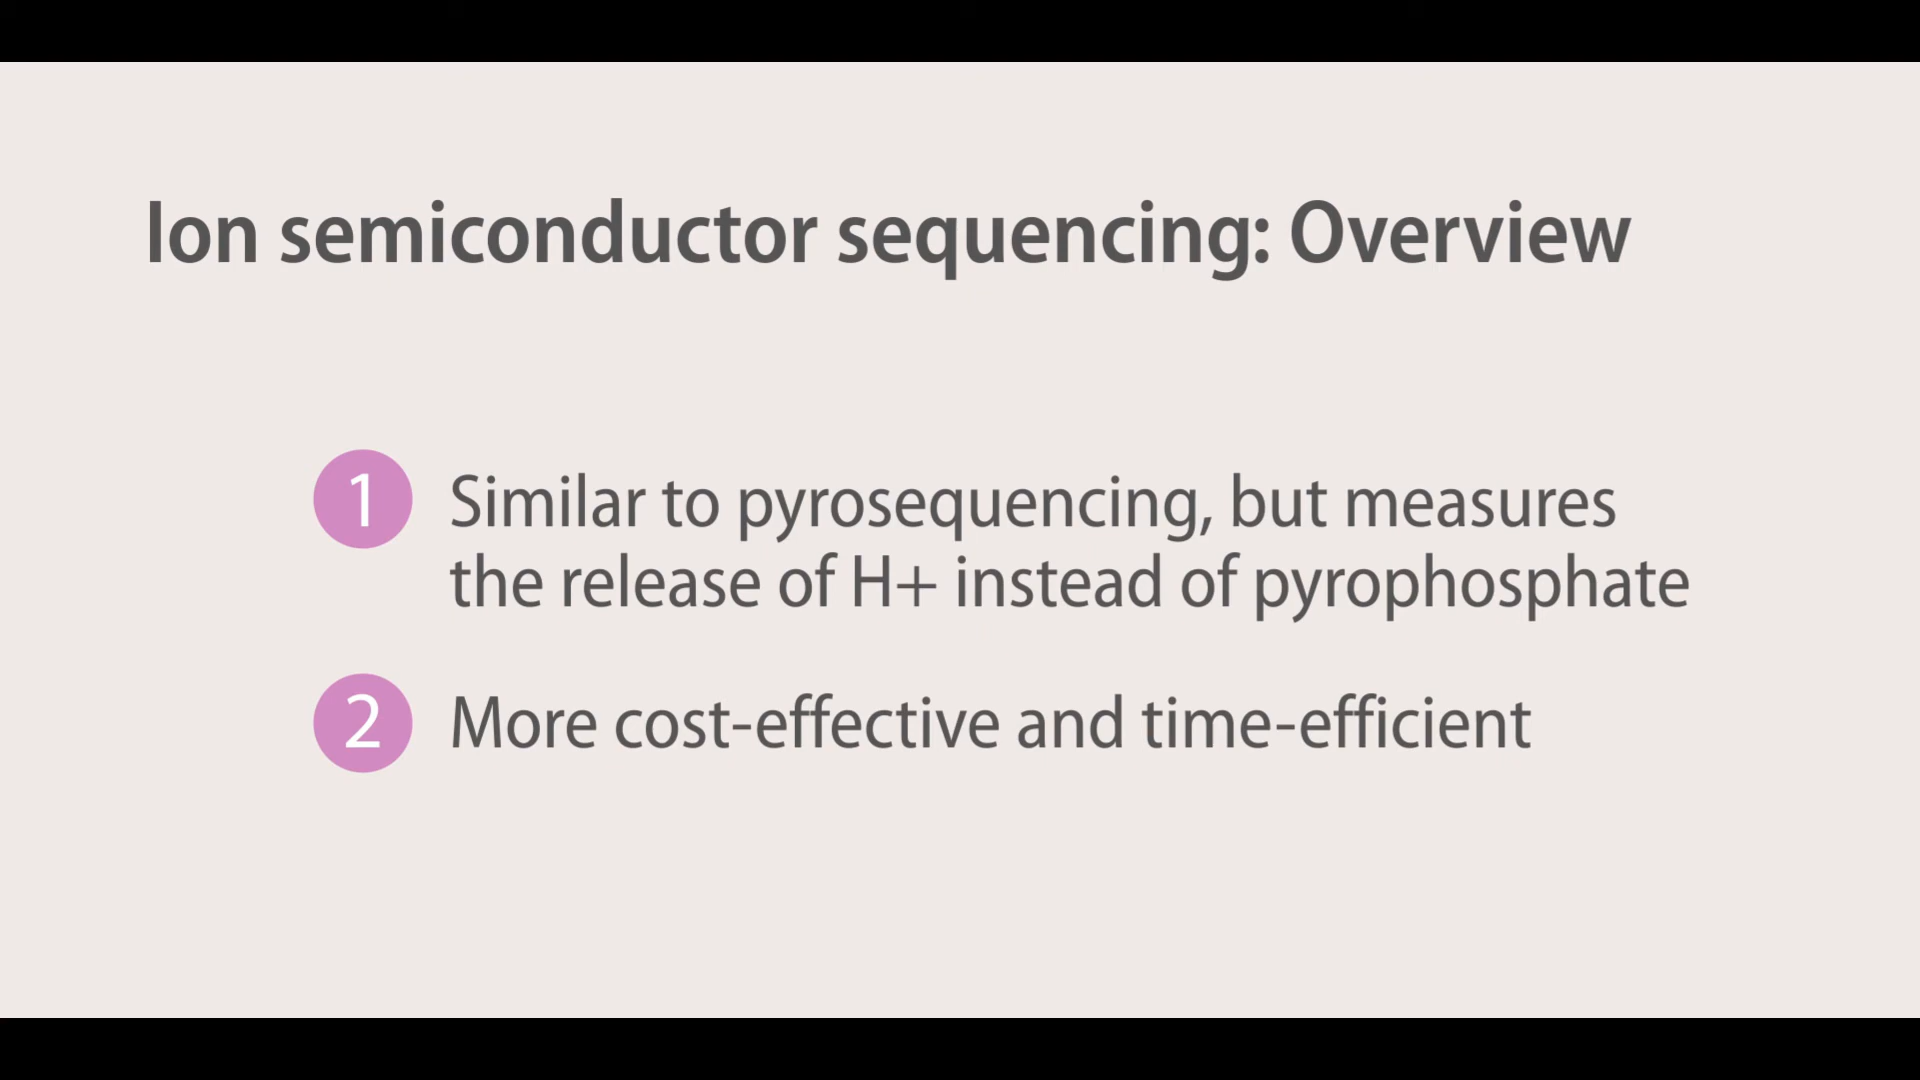 Ion semiconductor sequencing: Overview
1 Similar to pyrosequencing, but measures
the release of H+ instead of pyrophosphate
2 More cost-effective and time-efficient